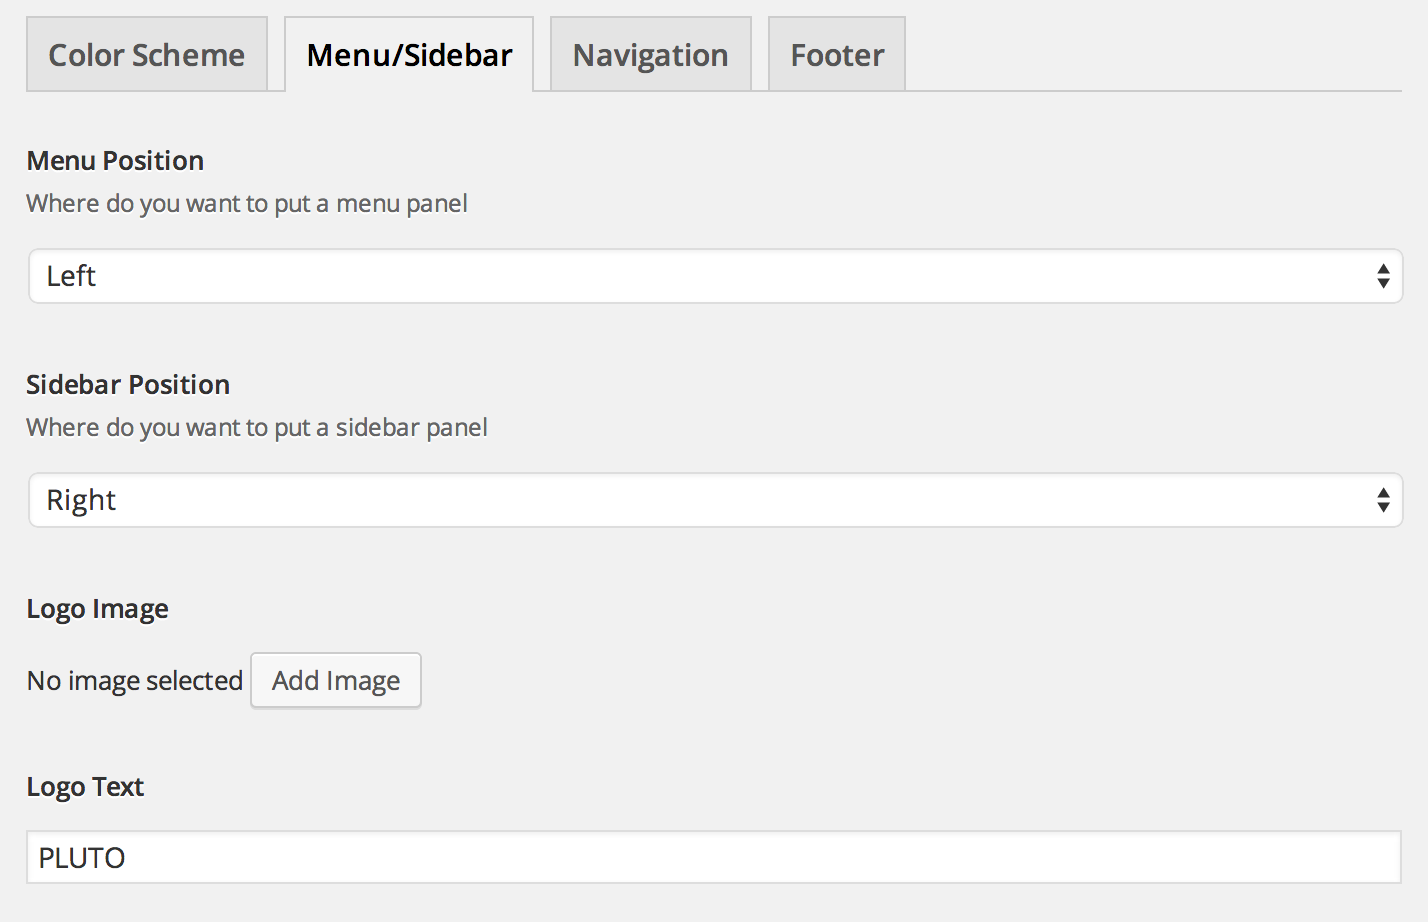 Color Scheme Menu/Sidebar Navigation Footer
Menu Position
Where do you want to put a menu panel
Left
Sidebar Position
Where do you want to put a sidebar panel
Right
Logo Image
No image selected Add Image
Logo Text
PLUTO